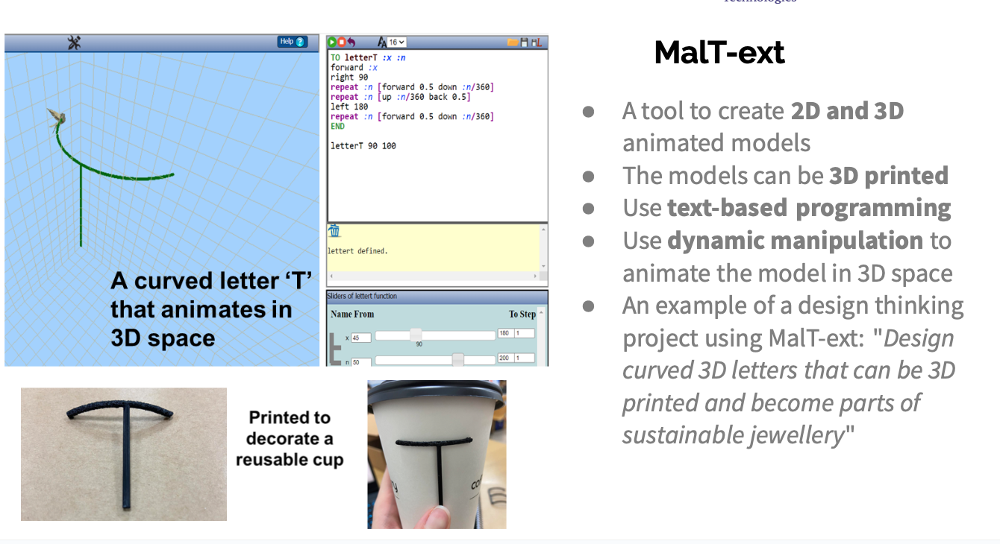 Technologies
Help ?
16
TO letterT :x :n
forward :x
right 90
repeat :n [forward 0.5 down :n/360]
repeat :n [up :n/360 back 0.5]
left 180
repeat :n [forward 0.5 down :n/360]
END
letterT 90 100
lettert defined.
Sliders of lettert function
Name From To Step
x 45 180 1
90
n 50 200 1
A curved letter ‘T’
that animates in
3D space
Printed to
decorate a
reusable cup
MalT-ext
● A tool to create 2D and 3D
animated models
● The models can be 3D printed
● Use text-based programming
● Use dynamic manipulation to
animate the model in 3D space
● An example of a design thinking
project using MalT-ext: "Design
curved 3D letters that can be 3D
printed and become parts of
sustainable jewellery"